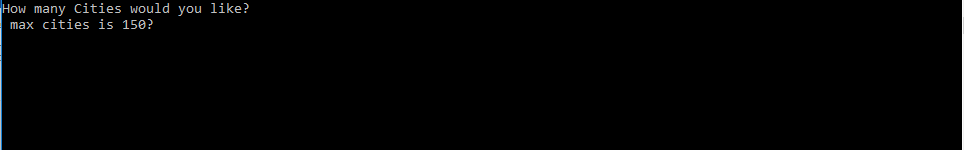 How many Cities would you like?
 max cities is 150?